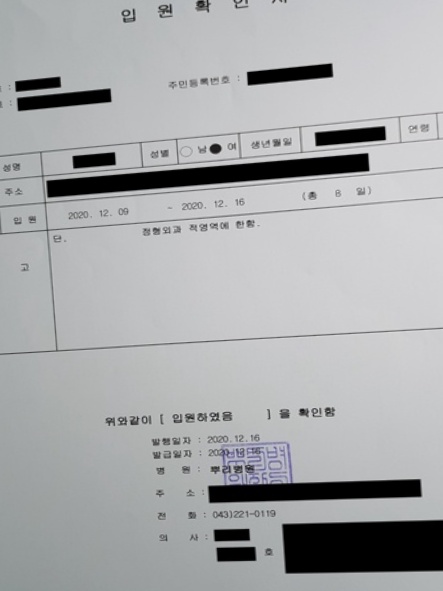 입 원 확 인
주민등록번호 :
성명 성별 ○ 남 ● 여 생년월일 연령
주소
입 원 2020. 12. 09 ~ 2020. 12. 16 (총 8 일)
고 단, 정형외과 적영역에 한함.
위와같이 [ 입원하였음 ] 을 확인함
발행일자 : 2020.12.16
발급일자 : 2020.12.16
병 원 : 뿌리병원
주 소 :
전 화 : 043)221-0119
의 사 :
호